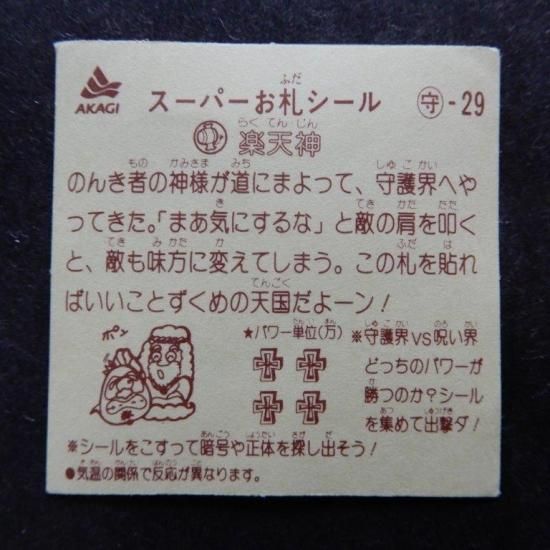 AKAGI
スーパーお札シール
ふだ
守-29
楽天神
らくてんじん
のんき者の神様が道にまよって、守護界へや
ってきた。「まあ気にするな」と敵の肩を叩く
と、敵も味方に変えてしまう。この札を貼れ
ばいいことずくめの天国だよーン!
ポン
★パワー単位(万)
※守護界VS呪い界
どっちのパワーが
勝つのか?シール
を集めて出撃ダ!
※シールをこすって暗号や正体を探し出そう!
●気温の関係で反応が異なります。